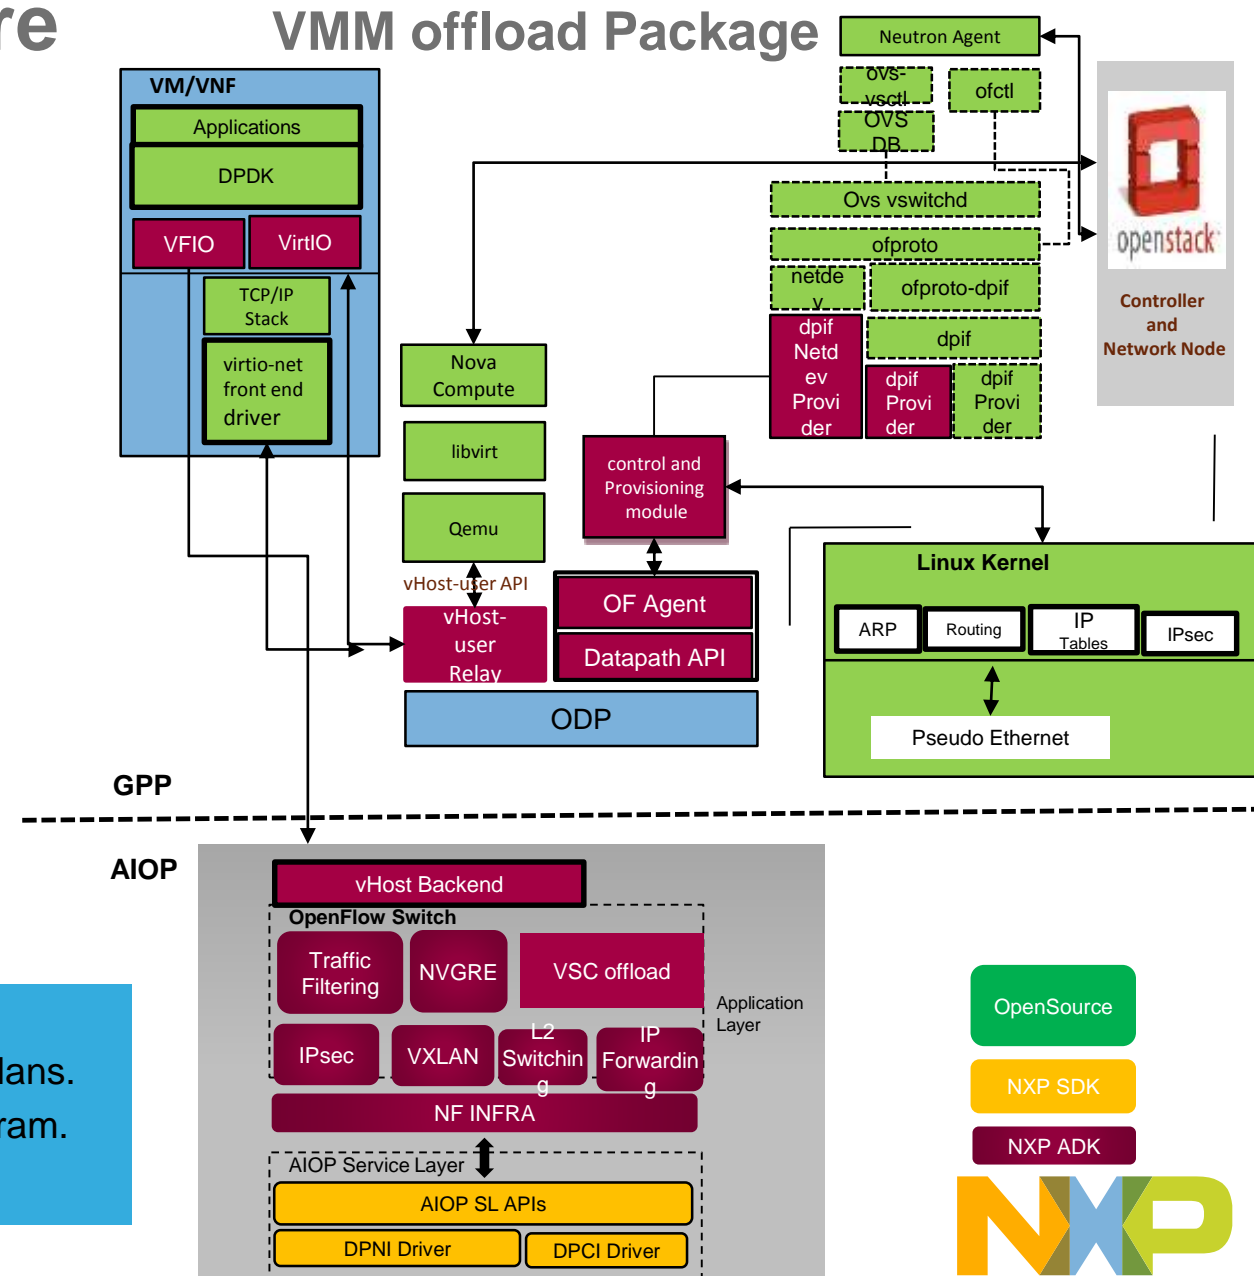 re
VMM offload Package
Neutron Agent
VM/VNF
ovs-
vsctl
ofctl
Applications
OVS
DB
DPDK
Ovs vswitchd
VFIO
VirtIO
ofproto
openstack
netde
v
ofproto-dpif
TCP/IP
Stack
Controller
and
Network Node
dpif
Netd
ev
Provi
der
dpif
virtio-net
front end
driver
Nova
Compute
dpif
Provi
der
dpif
Provi
der
libvirt
control and
Provisioning
module
Qemu
Linux Kernel
vHost-user API
OF Agent
vHost-
user
Relay
ARP
Routing
IP
Tables
IPsec
Datapath API
ODP
Pseudo Ethernet
GPP
AIOP
vHost Backend
OpenFlow Switch
Traffic
Filtering
NVGRE
VSC offload
Application
Layer
OpenSource
IPsec
VXLAN
L2
Switchin
g
IP
Forwardin
g
lans.
ram.
NXP SDK
NF INFRA
NXP ADK
AIOP Service Layer
AIOP SL APIs
DPNI Driver
DPCI Driver
NXP